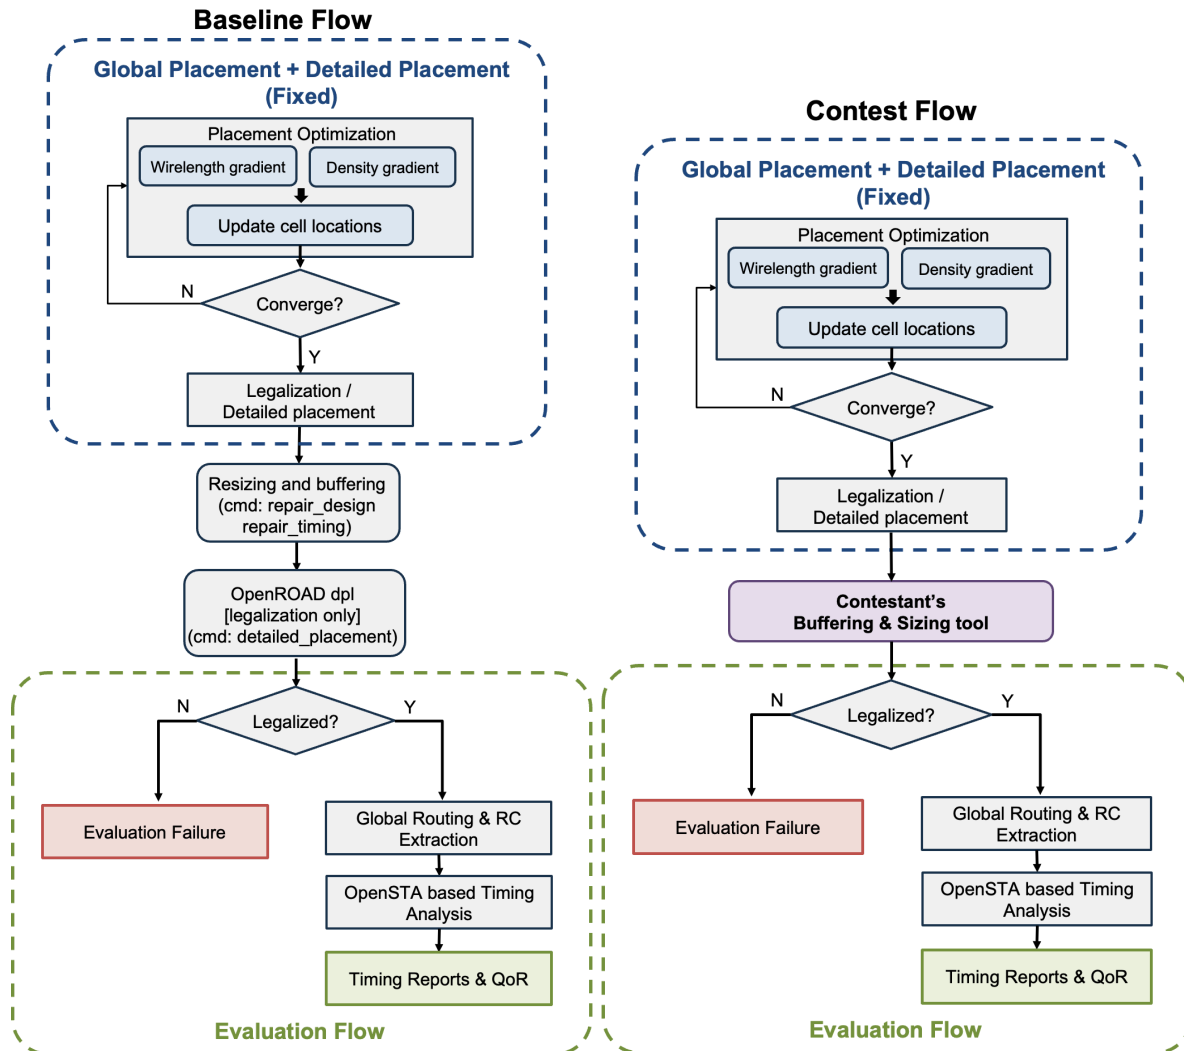 Baseline Flow
Global Placement + Detailed Placement
(Fixed)
Placement Optimization
Wirelength gradient
Density gradient
Update cell locations
N
Converge?
Y
Legalization /
Detailed placement
Resizing and buffering
(cmd: repair_design
repair_timing)
OpenROAD dpl
[legalization only]
(cmd: detailed_placement)
N
Legalized?
Y
Evaluation Failure
Global Routing & RC
Extraction
OpenSTA based Timing
Analysis
Timing Reports & QoR
Evaluation Flow
Contest Flow
Global Placement + Detailed Placement
(Fixed)
Placement Optimization
Wirelength gradient
Density gradient
Update cell locations
N
Converge?
Y
Legalization /
Detailed placement
Contestant's
Buffering & Sizing tool
N
Legalized?
Y
Evaluation Failure
Global Routing & RC
Extraction
OpenSTA based Timing
Analysis
Timing Reports & QoR
Evaluation Flow